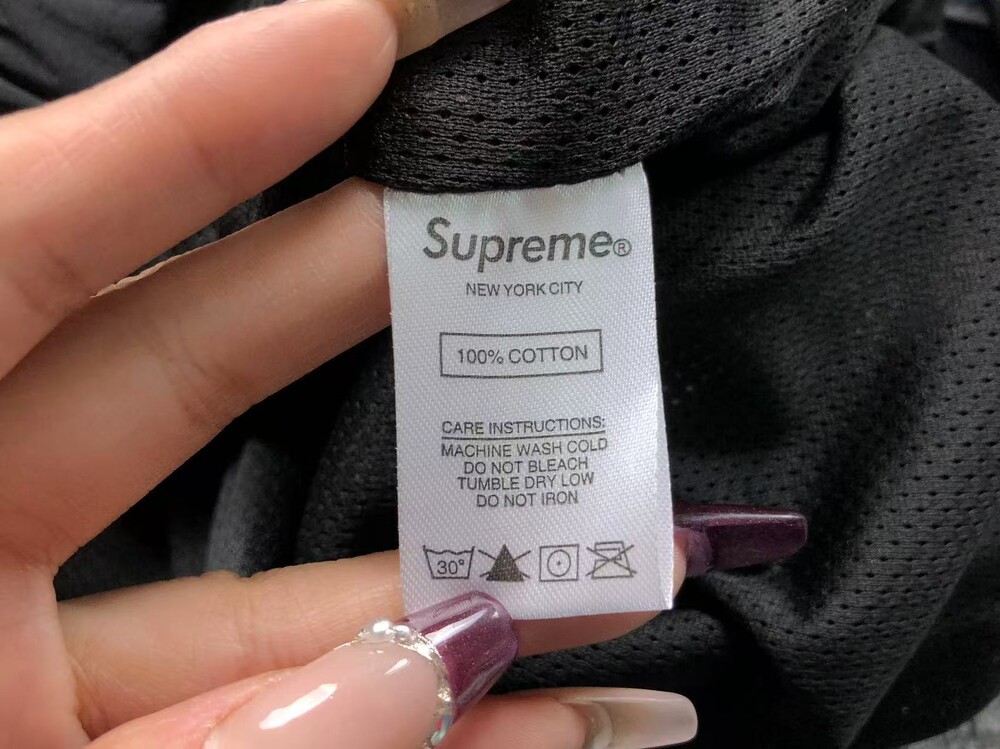 Supreme®
NEW YORK CITY
100% COTTON
CARE INSTRUCTIONS:
MACHINE WASH COLD
DO NOT BLEACH
TUMBLE DRY LOW
DO NOT IRON
30°